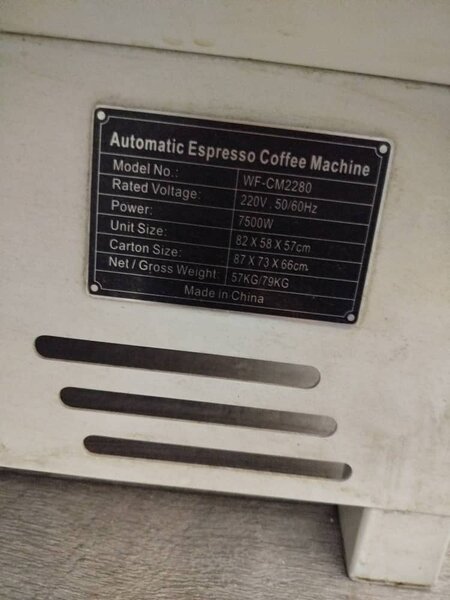 Automatic Espresso Coffee Machine
Model No.: WF-CM2280
Rated Voltage: 220V , 50/60Hz
Power: 7500W
Unit Size: 82 X 58 X 57cm
Carton Size: 87 X 73 X 66cm
Net / Gross Weight: 57KG/79KG
Made in China